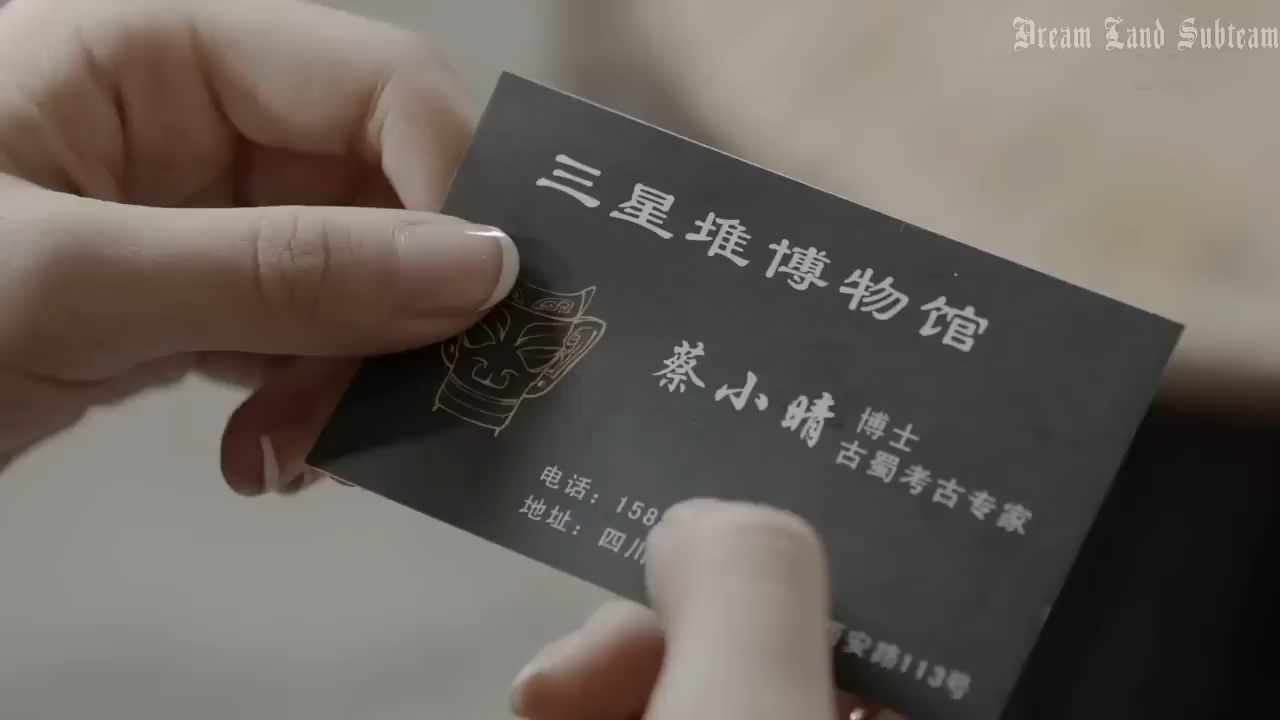 Dream Land Subteam
三星堆博物馆
蔡小晴
博士
古蜀考古专家
电话：158
地址：四川
西安路113号